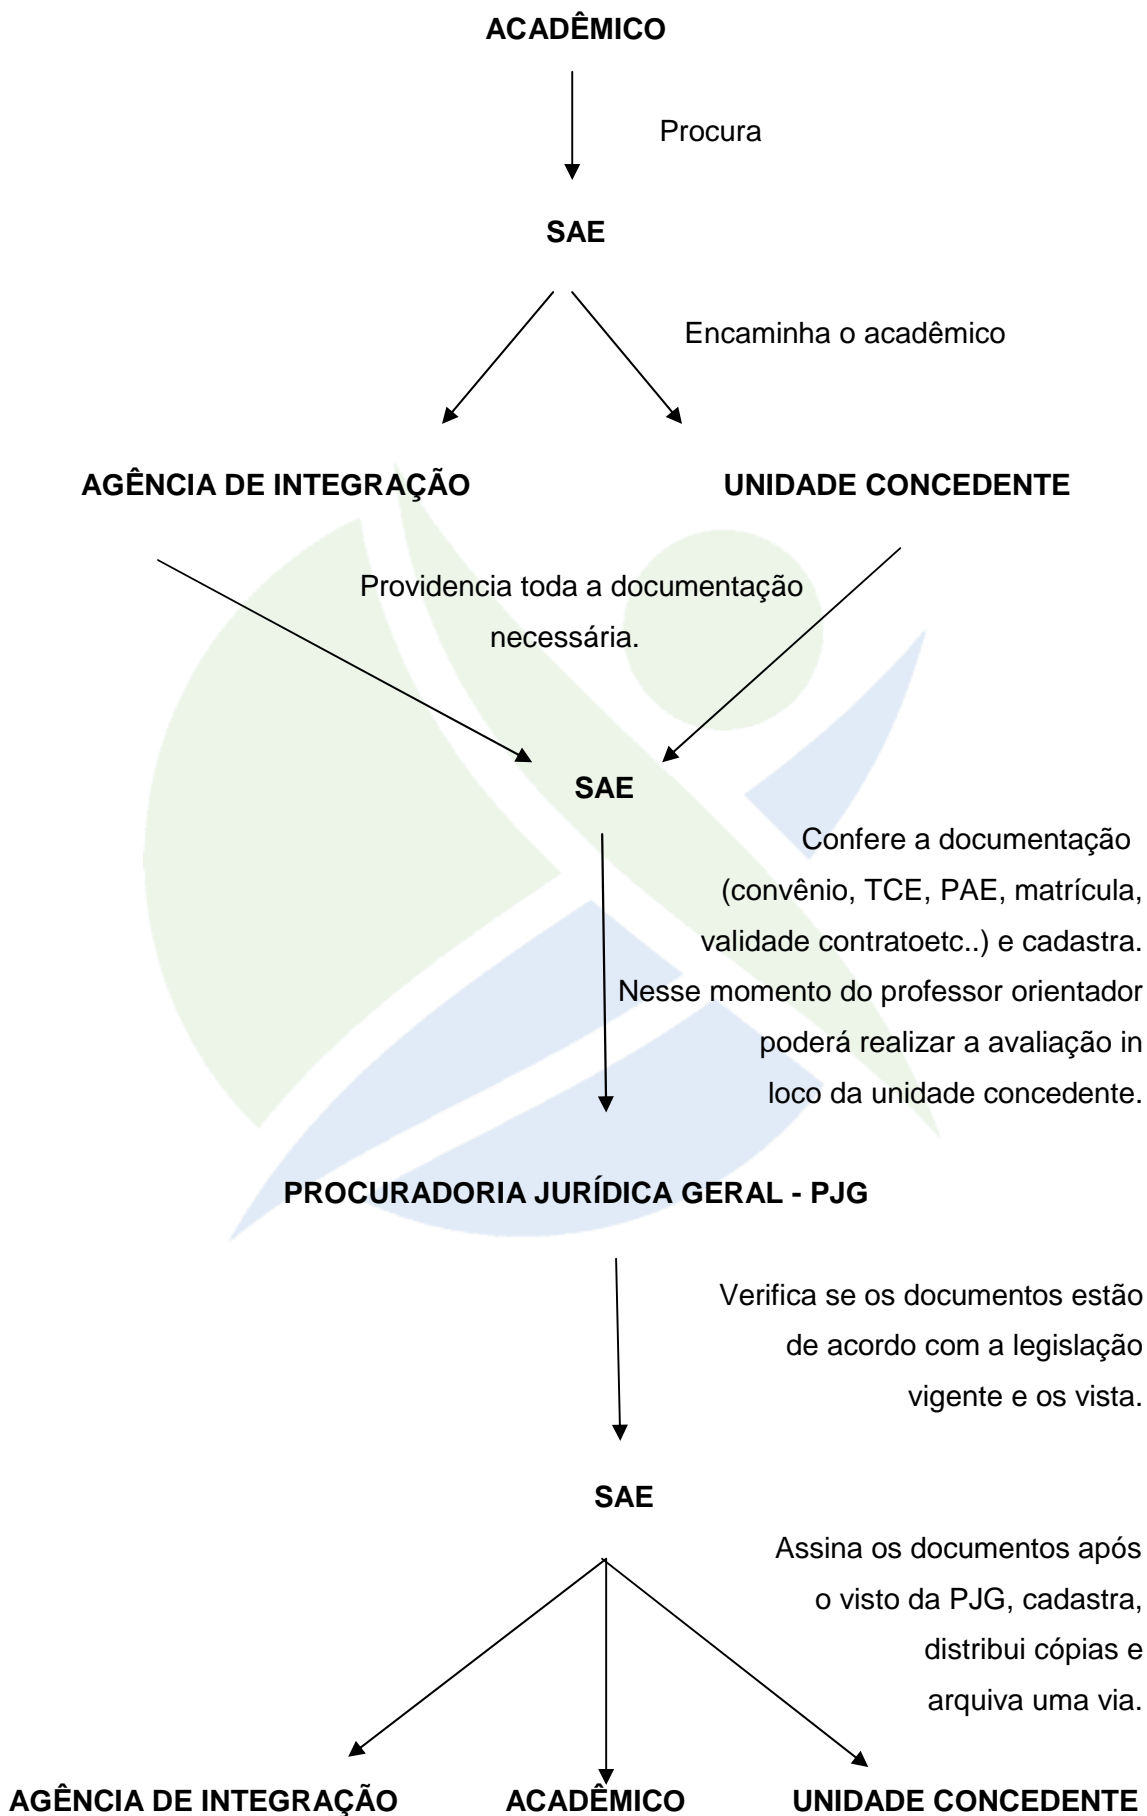 ACADÊMICO
Procura
SAE
Encaminha o acadêmico
AGÊNCIA DE INTEGRAÇÃO
UNIDADE CONCEDENTE
Providencia toda a documentação
necessária.
SAE
Confere a documentação
(convênio, TCE, PAE, matrícula,
validade contratoetc..) e cadastra.
Nesse momento do professor orientador
poderá realizar a avaliação in
loco da unidade concedente.
PROCURADORIA JURÍDICA GERAL - PJG
Verifica se os documentos estão
de acordo com a legislação
vigente e os vista.
SAE
Assina os documentos após
o visto da PJG, cadastra,
distribui cópias e
arquiva uma via.
AGÊNCIA DE INTEGRAÇÃO
ACADÊMICO
UNIDADE CONCEDENTE